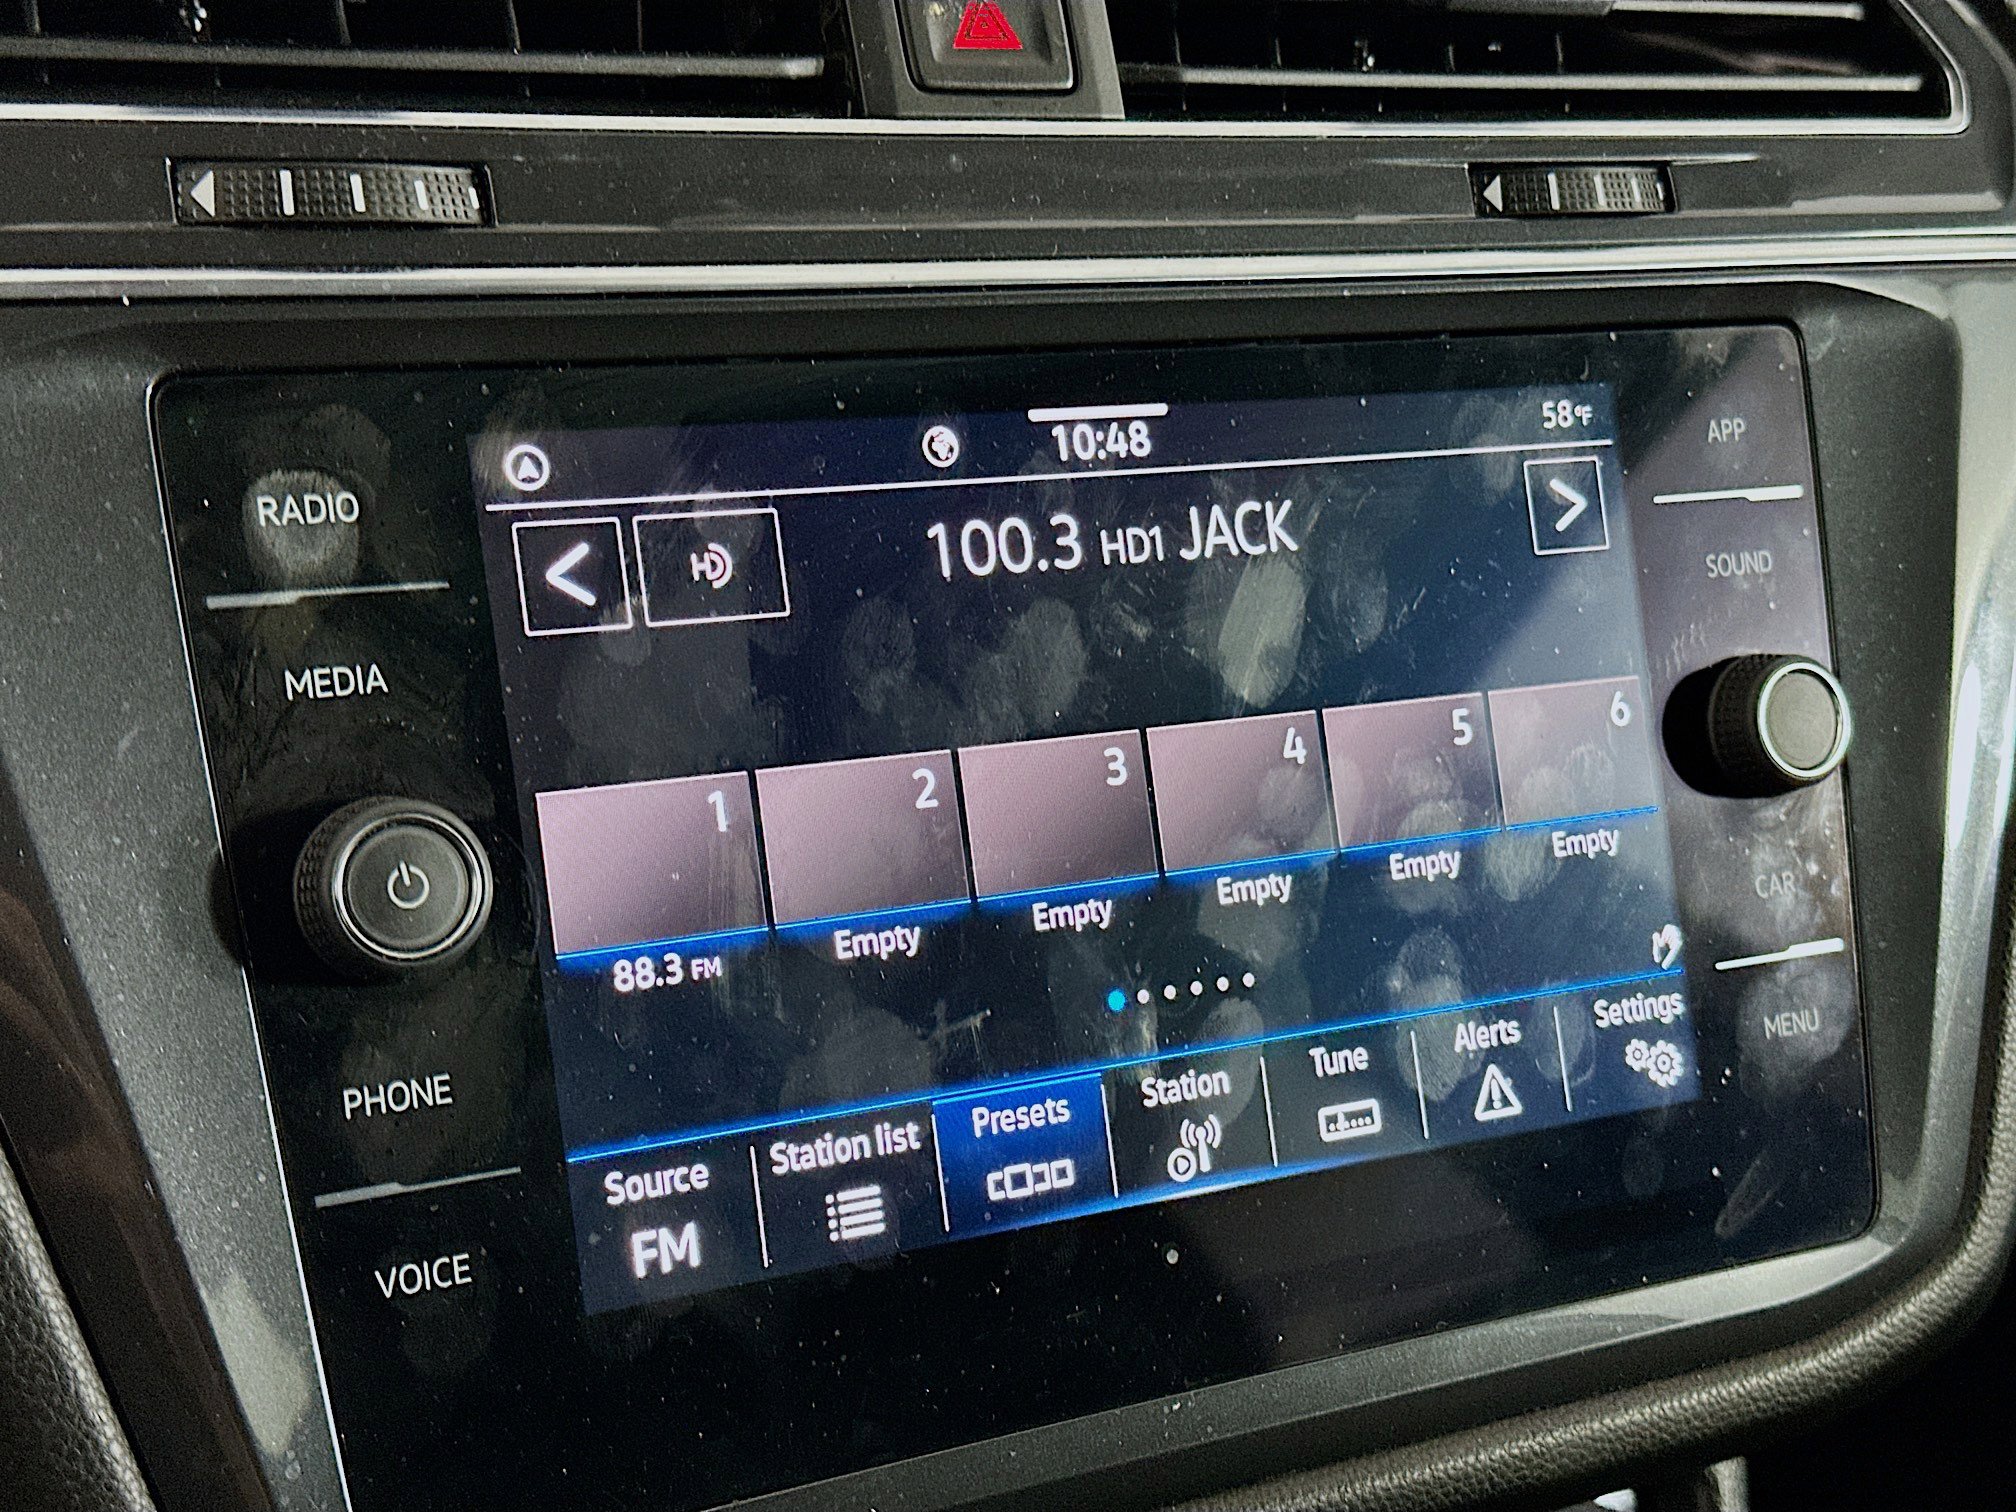 10:48
58°F
RADIO
HD
100.3 HD1 JACK
APP
SOUND
MEDIA
1
2
3
4
5
6
88.3 FM
Empty
Empty
Empty
Empty
Empty
CAR
PHONE
MENU
Source
FM
Station list
Presets
Station
Tune
Alerts
Settings
VOICE